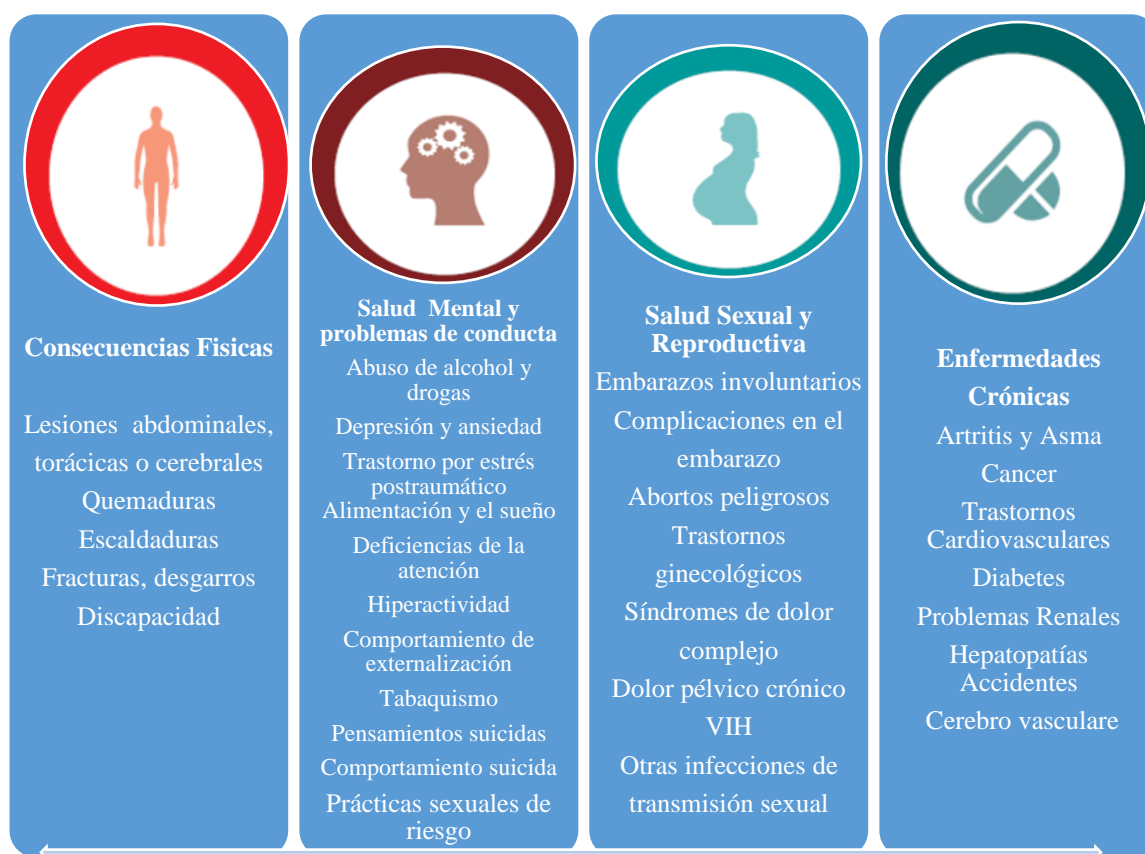 Consecuencias Fisicas
Lesiones abdominales,
torácicas o cerebrales
Quemaduras
Escaldaduras
Fracturas, desgarros
Discapacidad
Salud Mental y
problemas de conducta
Abuso de alcohol y
drogas
Depresión y ansiedad
Trastorno por estrés
postraumático
Alimentación y el sueño
Deficiencias de la
atención
Hiperactividad
Comportamiento de
externalización
Tabaquismo
Pensamientos suicidas
Comportamiento suicida
Prácticas sexuales de
riesgo
Salud Sexual y
Reproductiva
Embarazos involuntarios
Complicaciones en el
embarazo
Abortos peligrosos
Trastornos
ginecológicos
Síndromes de dolor
complejo
Dolor pélvico crónico
VIH
Otras infecciones de
transmisión sexual
Enfermedades
Crónicas
Artritis y Asma
Cancer
Trastornos
Cardiovasculares
Diabetes
Problemas Renales
Hepatopatías
Accidentes
Cerebro vasculare